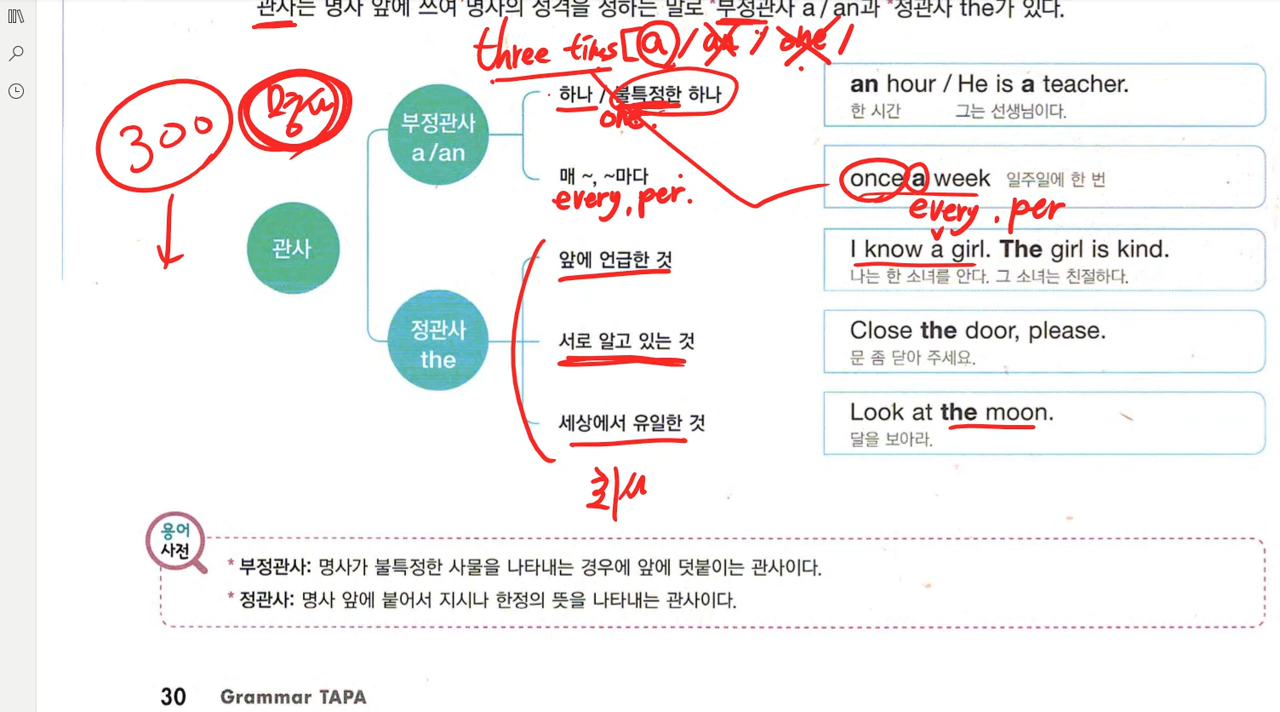 관사는 명사 앞에 쓰여 명사의 성격을 정하는 말로 *부정관사 a / an과 *정관사 the가 있다.
three times [a / an / one /
300
명사
부정관사
a/an
하나 / 불특정한 하나
one.
매 ~, ~마다
every, per.
an hour / He is a teacher.
한 시간 그는 선생님이다.
once a week 일주일에 한 번
every, per
관사
정관사
the
앞에 언급한 것
I know a girl. The girl is kind.
나는 한 소녀를 안다. 그 소녀는 친절하다.
서로 알고 있는 것
Close the door, please.
문 좀 닫아 주세요.
세상에서 유일한 것
Look at the moon.
달을 보아라.
용어
사전
* 부정관사: 명사가 불특정한 사물을 나타내는 경우에 앞에 덧붙이는 관사이다.
* 정관사: 명사 앞에 붙어서 지시나 한정의 뜻을 나타내는 관사이다.
30 Grammar TAPA